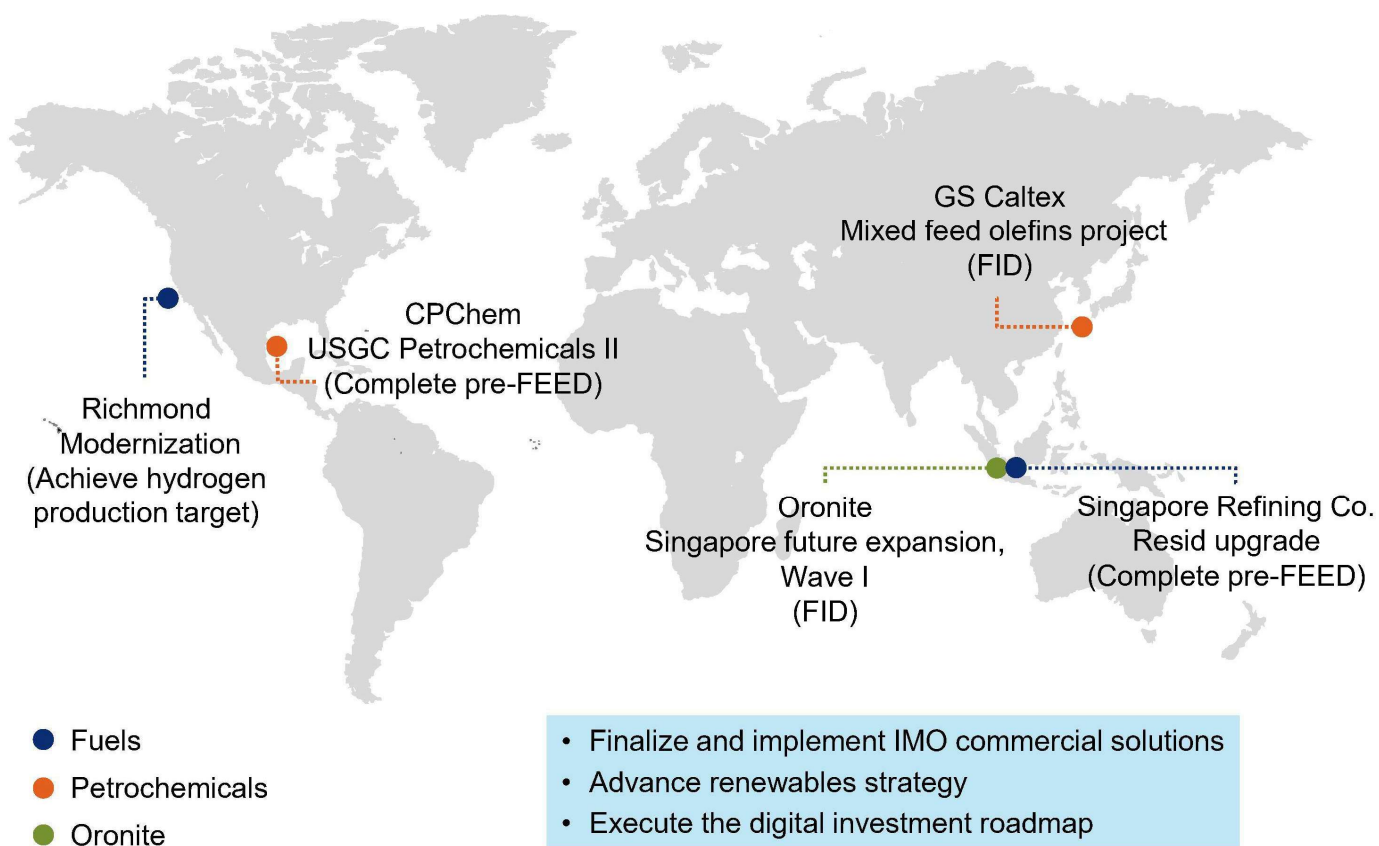 GS Caltex
Mixed feed olefins project
(FID)
CPChem
USGC Petrochemicals II
(Complete pre-FEED)
Richmond
Modernization
(Achieve hydrogen
production target)
Oronite
Singapore future expansion,
Wave I
(FID)
Singapore Refining Co.
Resid upgrade
(Complete pre-FEED)
Fuels
Petrochemicals
Oronite
• Finalize and implement IMO commercial solutions
• Advance renewables strategy
• Execute the digital investment roadmap